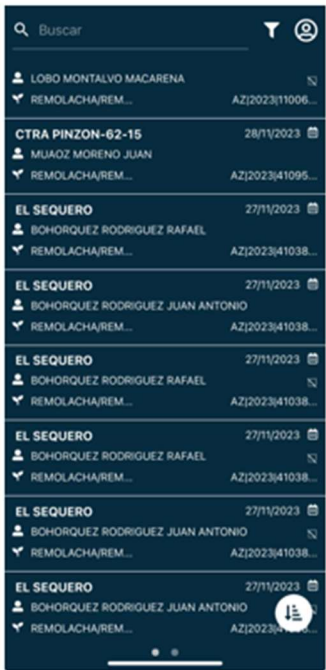 Buscar
LOBO MONTALVO MACARENA
REMOLACHA/REM... AZ|2023|11006...
CTRA PINZON-62-15 28/11/2023
MUAOZ MORENO JUAN
REMOLACHA/REM... AZ|2023|41095...
EL SEQUERO 27/11/2023
BOHORQUEZ RODRIGUEZ RAFAEL
REMOLACHA/REM... AZ|2023|41038...
EL SEQUERO 27/11/2023
BOHORQUEZ RODRIGUEZ JUAN ANTONIO
REMOLACHA/REM... AZ|2023|41038...
EL SEQUERO 27/11/2023
BOHORQUEZ RODRIGUEZ RAFAEL
REMOLACHA/REM... AZ|2023|41038...
EL SEQUERO 27/11/2023
BOHORQUEZ RODRIGUEZ RAFAEL
REMOLACHA/REM... AZ|2023|41038...
EL SEQUERO 27/11/2023
BOHORQUEZ RODRIGUEZ JUAN ANTONIO
REMOLACHA/REM... AZ|2023|41038...
EL SEQUERO 27/11/2023
BOHORQUEZ RODRIGUEZ JUAN ANTONIO
REMOLACHA/REM...